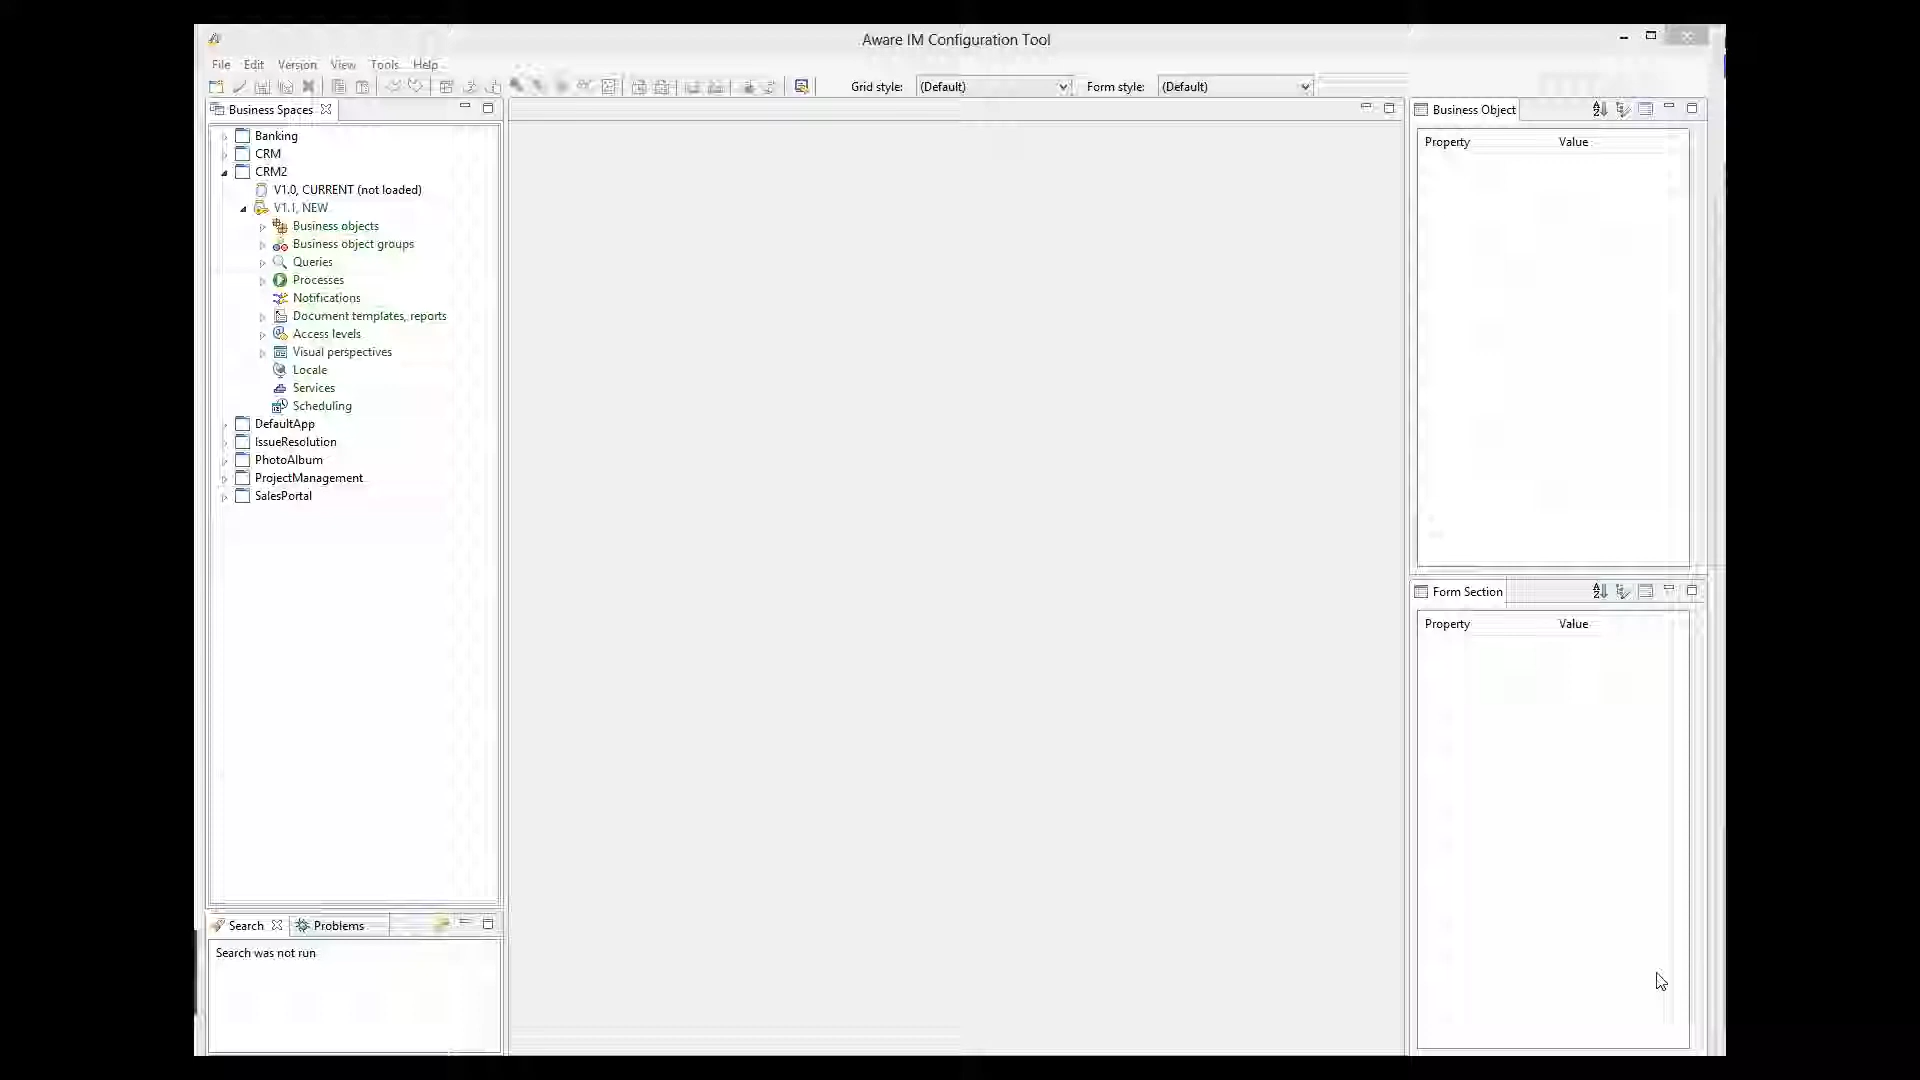 Aware IM Configuration Tool
File Edit Version View Tools Help
Grid style: (Default) Form style: (Default)
Business Spaces
Banking
CRM
CRM2
V1.0, CURRENT (not loaded)
V1.1, NEW
Business objects
Business object groups
Queries
Processes
Notifications
Document templates, reports
Access levels
Visual perspectives
Locale
Services
Scheduling
DefaultApp
IssueResolution
PhotoAlbum
ProjectManagement
SalesPortal
Search Problems
Search was not run
Business Object
Property Value
Form Section
Property Value